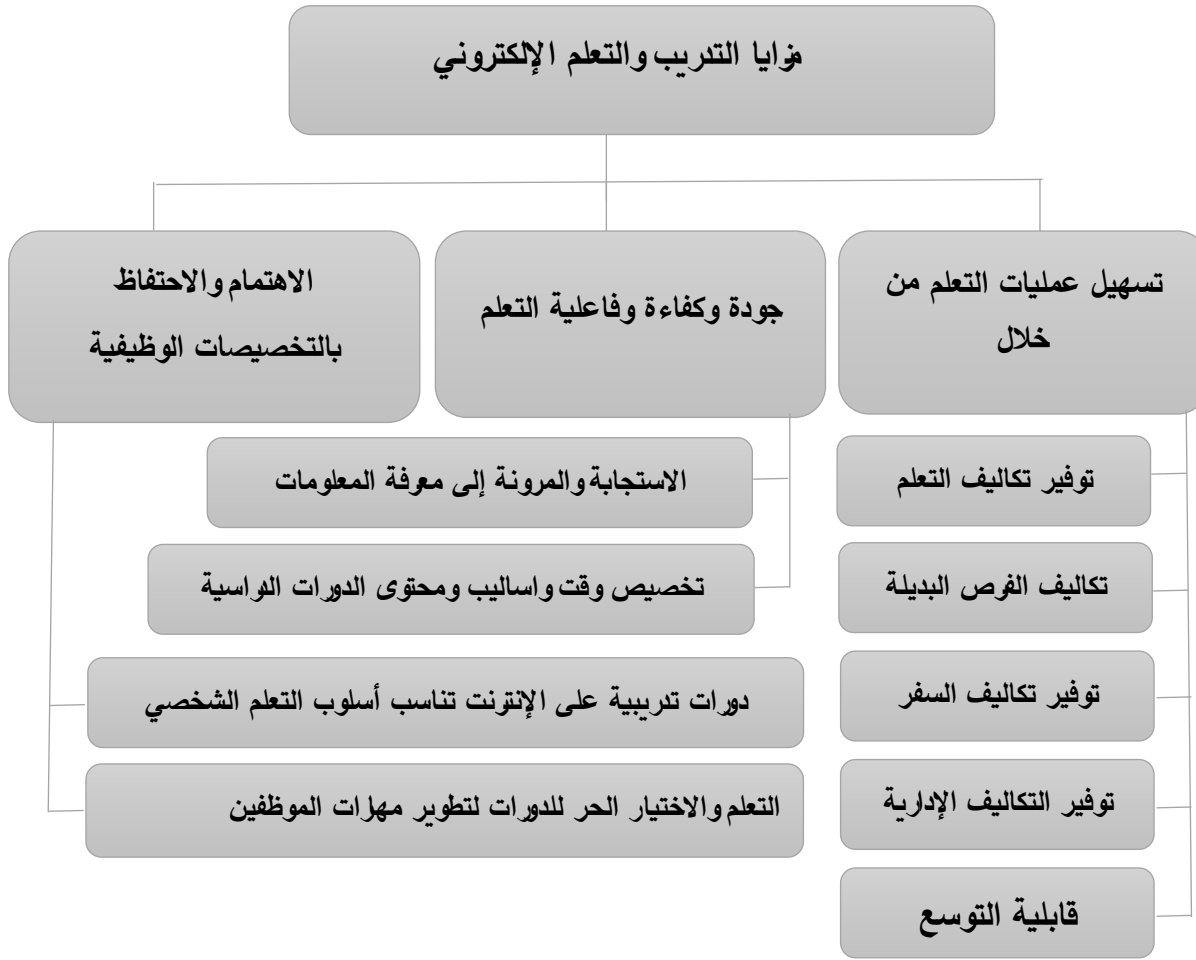 مزايا التدريب والتعلم الإلكتروني
تسهيل عمليات التعلم من
خلال
جودة وكفاءة وفاعلية التعلم
الاهتمام والاحتفاظ
بالتخصيصات الوظيفية
توفير تكاليف التعلم
تكاليف الفرص البديلة
توفير تكاليف السفر
توفير التكاليف الإدارية
قابلية التوسع
الاستجابة والمرونة إلى معرفة المعلومات
تخصيص وقت واساليب ومحتوى الدورات الدراسية
دورات تدريبية على الإنترنت تناسب أسلوب التعلم الشخصي
التعلم والاختيار الحر للدورات لتطوير مهارات الموظفين